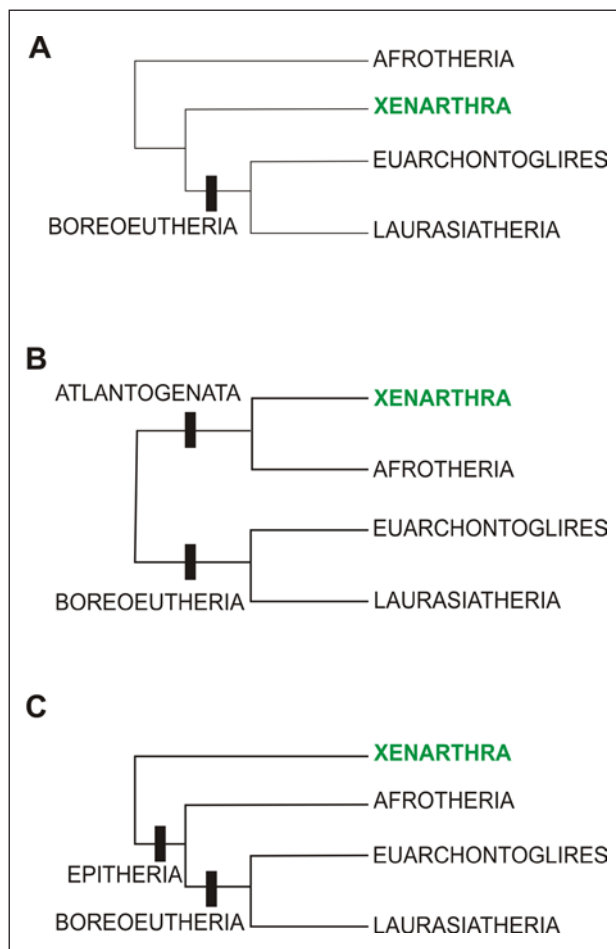 A
AFROTHERIA
XENARTHRA
EUARCHONTOGLIRES
BOREOEUTHERIA
LAURASIATHERIA
B
ATLANTOGENATA
XENARTHRA
AFROTHERIA
EUARCHONTOGLIRES
BOREOEUTHERIA
LAURASIATHERIA
C
XENARTHRA
AFROTHERIA
EUARCHONTOGLIRES
EPITHERIA
BOREOEUTHERIA
LAURASIATHERIA